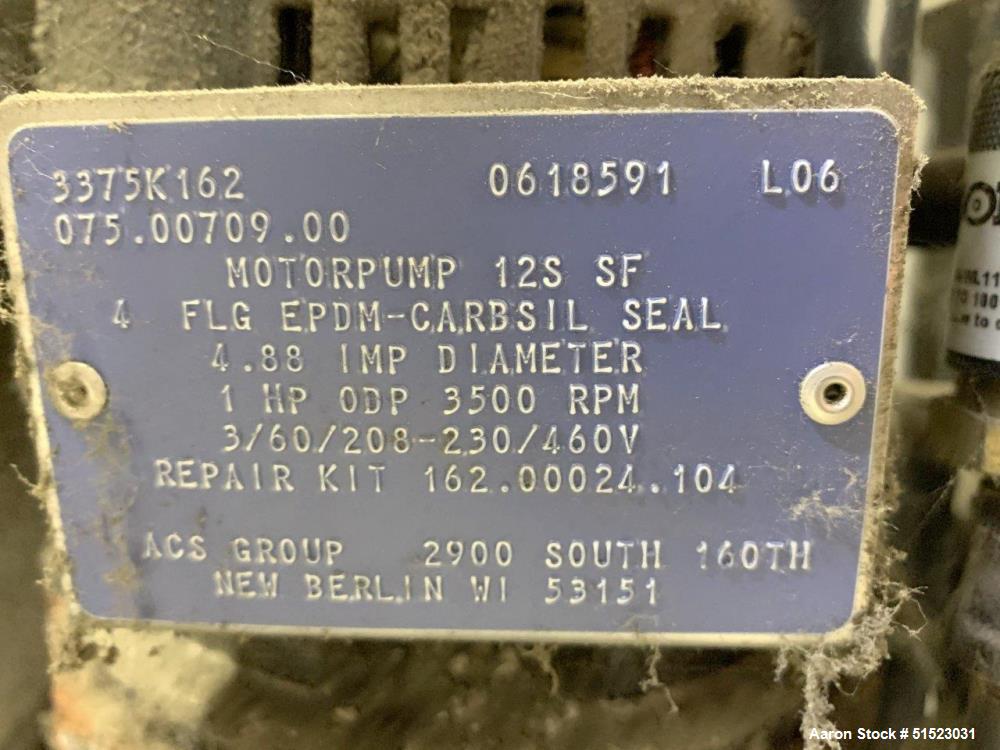 3375K162 0618591 L06
075.00709.00
MOTORPUMP 12S SF
4 FLG EPDM-CARBSIL SEAL
4.88 IMP DIAMETER
1 HP ODP 3500 RPM
3/60/208-230/460V
REPAIR KIT 162.00024.104
ACS GROUP 2900 SOUTH 160TH
NEW BERLIN WI 53151
Aaron Stock # 51523031